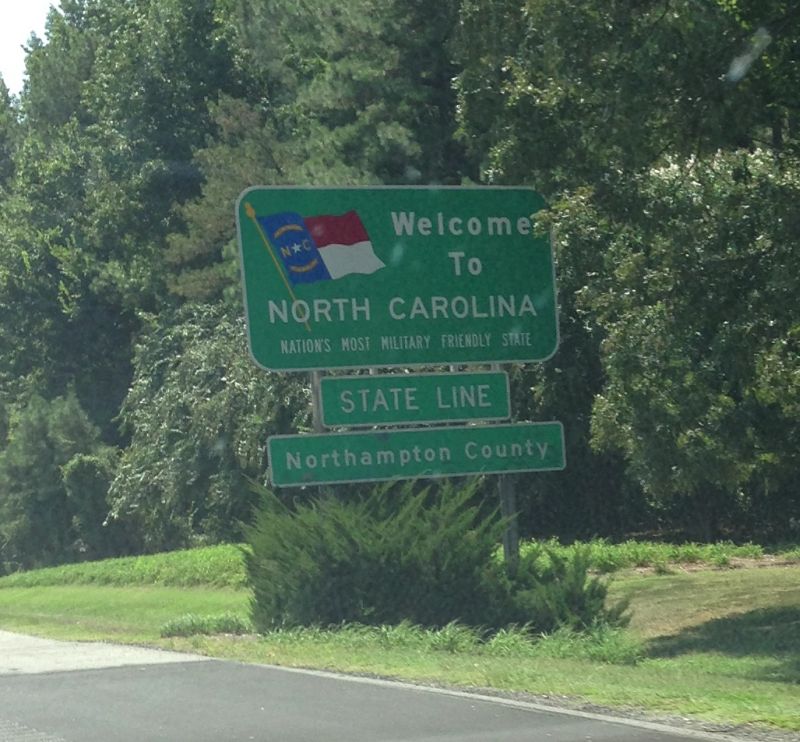 Welcome
To
N★C
NORTH CAROLINA
NATION'S MOST MILITARY FRIENDLY STATE
STATE LINE
Northampton County